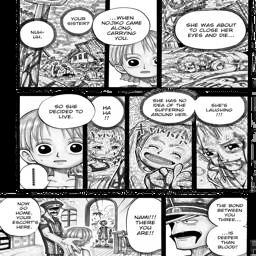 SHE WAS ABOUT
TO CLOSE HER
EYES AND DIE...
...WHEN
NOJIKO CAME
ALONG,
CARRYING
YOU.
YOUR
SISTER?
NUH-
UH.
SHE'S
LAUGHING
!!!
SHE HAS NO
IDEA OF THE
SUFFERING
AROUND HER.
HA
HA
!!
SO SHE
DECIDED TO
LIVE.
THE BOND
BETWEEN
YOU
THREE...
...IS
DEEPER
THAN
BLOOD!
NAMI!!!
THERE
YOU
ARE!!
NOW
GO
HOME.
YOUR
ESCORT'S
HERE.